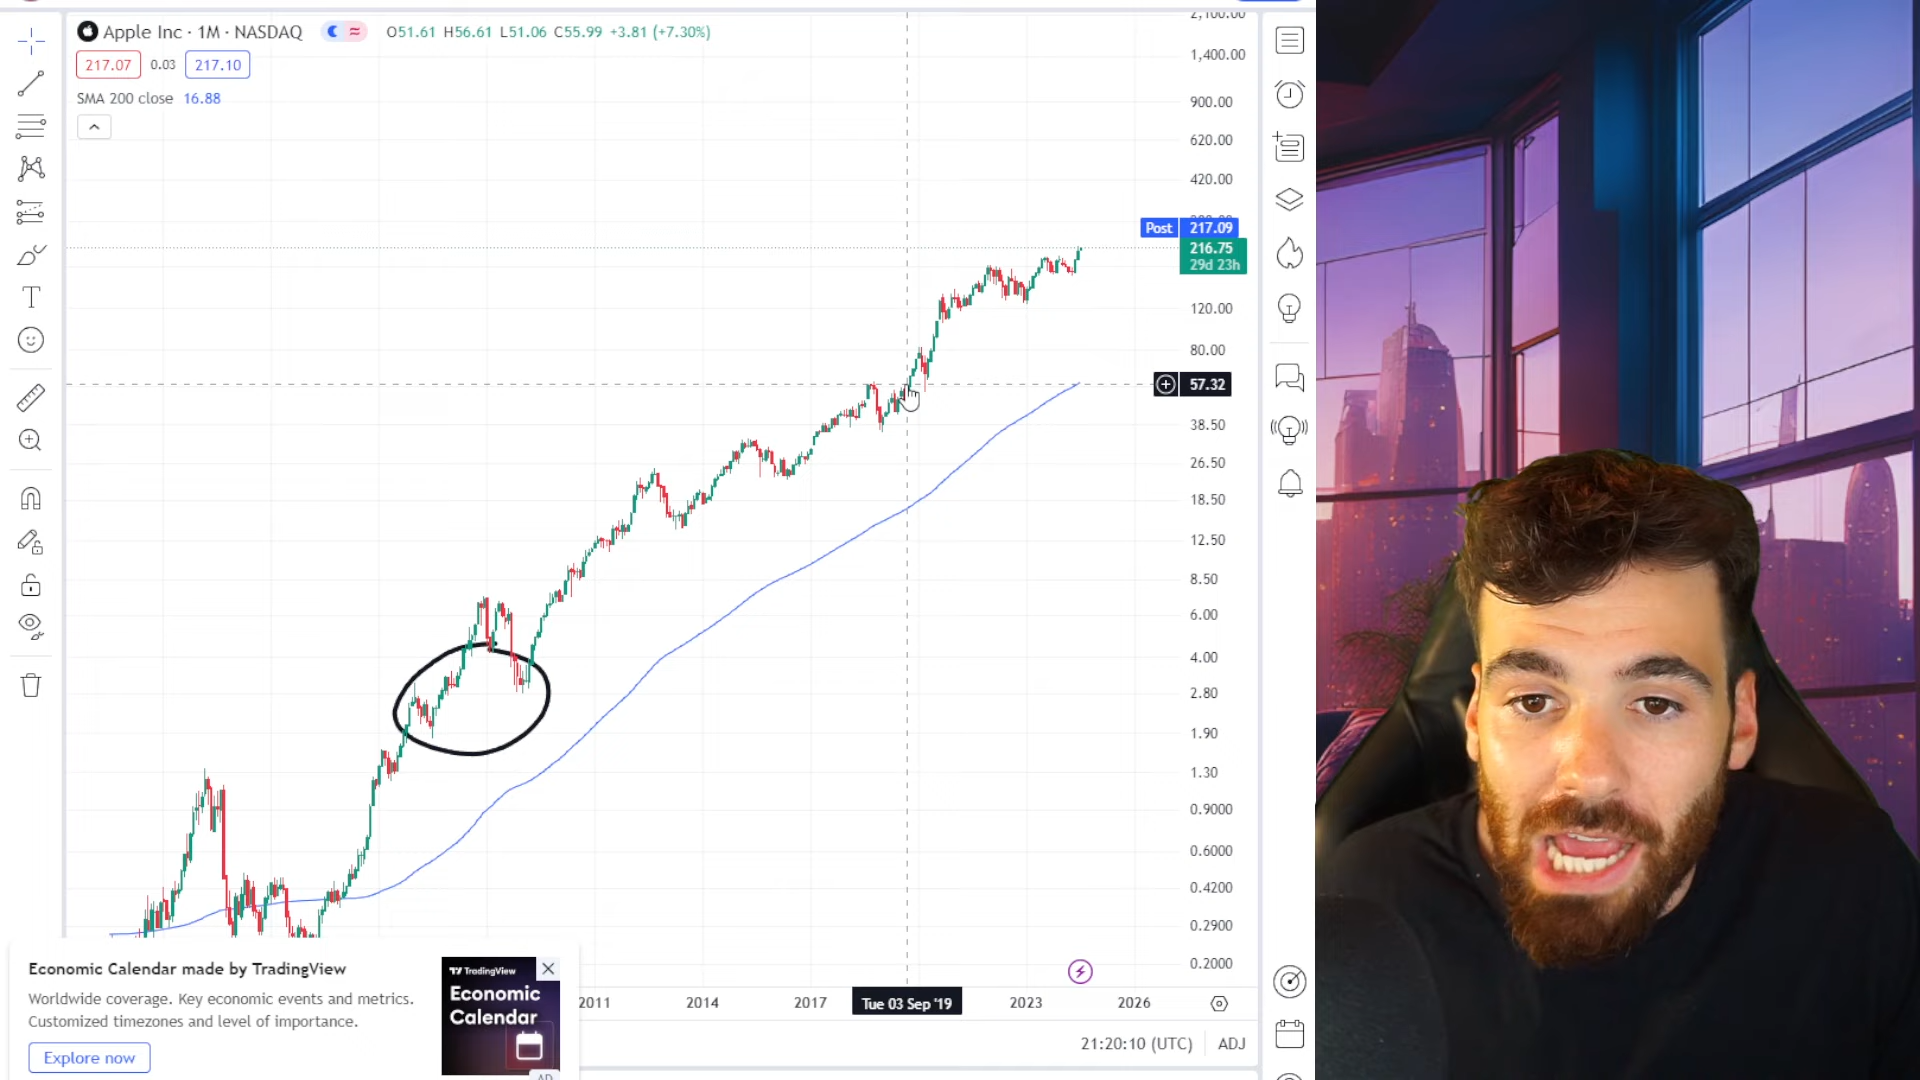 Apple Inc · 1M · NASDAQ
O51.61 H56.61 L51.06 C55.99 +3.81 (+7.30%)
217.07 0.03 217.10
SMA 200 close 16.88
2,100.00
1,400.00
900.00
620.00
420.00
Post 217.09
216.75
29d 23h
120.00
80.00
57.32
38.50
26.50
18.50
12.50
8.50
6.00
4.00
2.80
1.90
1.30
0.9000
0.6000
0.4200
0.2900
0.2000
2011 2014 2017 Tue 03 Sep '19 2023 2026
21:20:10 (UTC) ADJ
Economic Calendar made by TradingView
Worldwide coverage. Key economic events and metrics.
Customized timezones and level of importance.
Explore now
TradingView
Economic
Calendar
AD